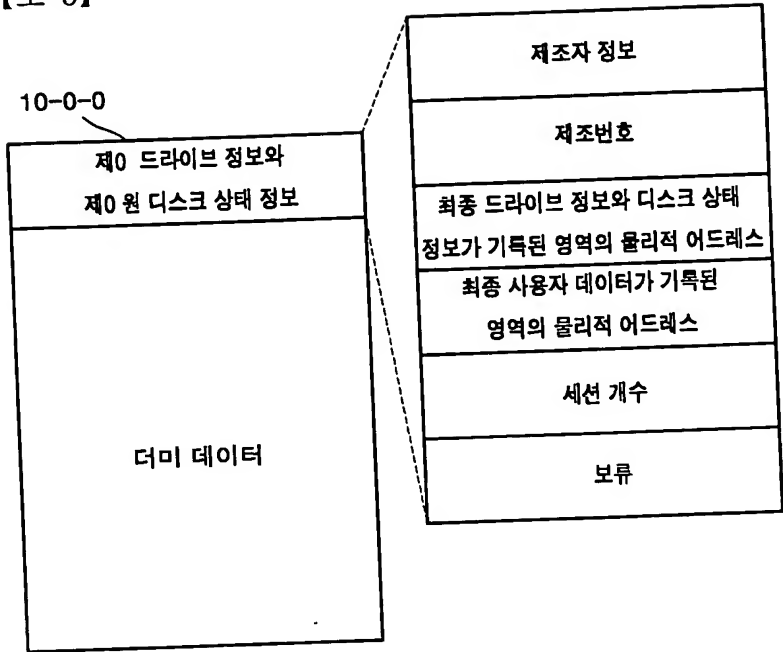 10-0-0
제0 드라이브 정보와
제0 원 디스크 상태 정보
더미 데이터
제조자 정보
제조번호
최종 드라이브 정보와 디스크 상태
정보가 기록된 영역의 물리적 어드레스
최종 사용자 데이터가 기록된
영역의 물리적 어드레스
세션 개수
보류